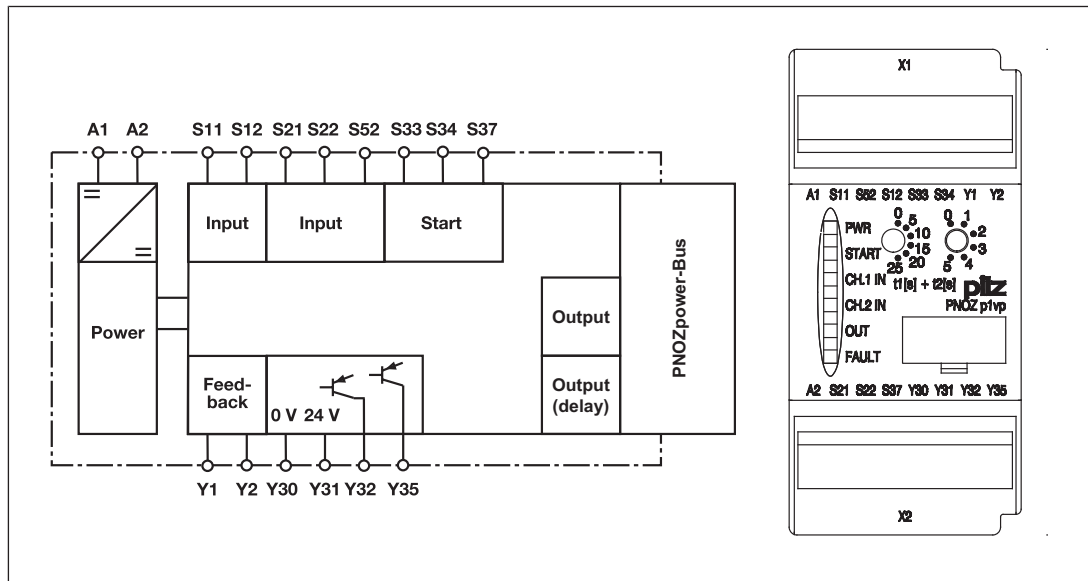 A1 A2 S11 S12 S21 S22 S52 S33 S34 S37
Input Input Start
Power
Output
Output
(delay)
PNOZpower-Bus
Feed-
back
0 V 24 V
Y1 Y2 Y30 Y31 Y32 Y35
X1
A1 S11 S52 S12 S33 S34 Y1 Y2
PWR
START
CH.1 IN
CH.2 IN
OUT
FAULT
0 5 10 15 20 25
0 1 2 3 4 5
t1[s] + t2[s]
pilz
PNOZ p1vp
A2 S21 S22 S37 Y30 Y31 Y32 Y35
X2